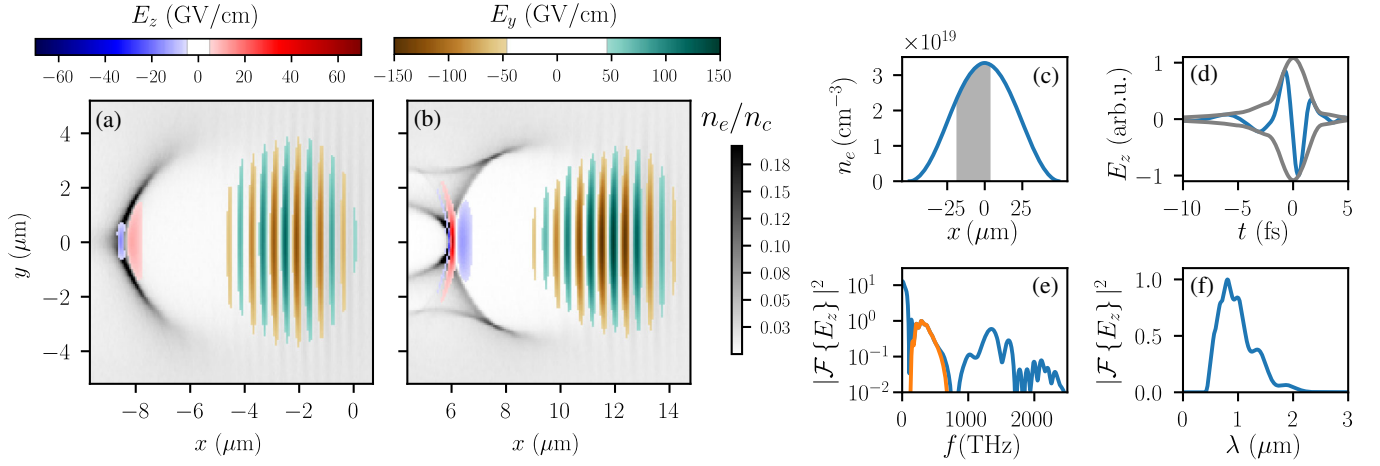 E_z (GV/cm)
−60 −40 −20 0 20 40 60
E_y (GV/cm)
−150 −100 −50 0 50 100 150
(a)
4
2
0
−2
−4
y (μm)
−8 −6 −4 −2 0
x (μm)
(b)
6 8 10 12 14
x (μm)
n_e/n_c
0.18
0.15
0.12
0.10
0.08
0.05
0.03
×10^19
(c)
3
2
1
0
n_e (cm^−3)
−25 0 25
x (μm)
(d)
1
0
−1
E_z (arb.u.)
−10 −5 0 5
t (fs)
(e)
10^1
10^0
10^−1
10^−2
|F {E_z}|^2
0 1000 2000
f(THz)
(f)
1.0
0.5
0.0
|F {E_z}|^2
0 1 2 3
λ (μm)